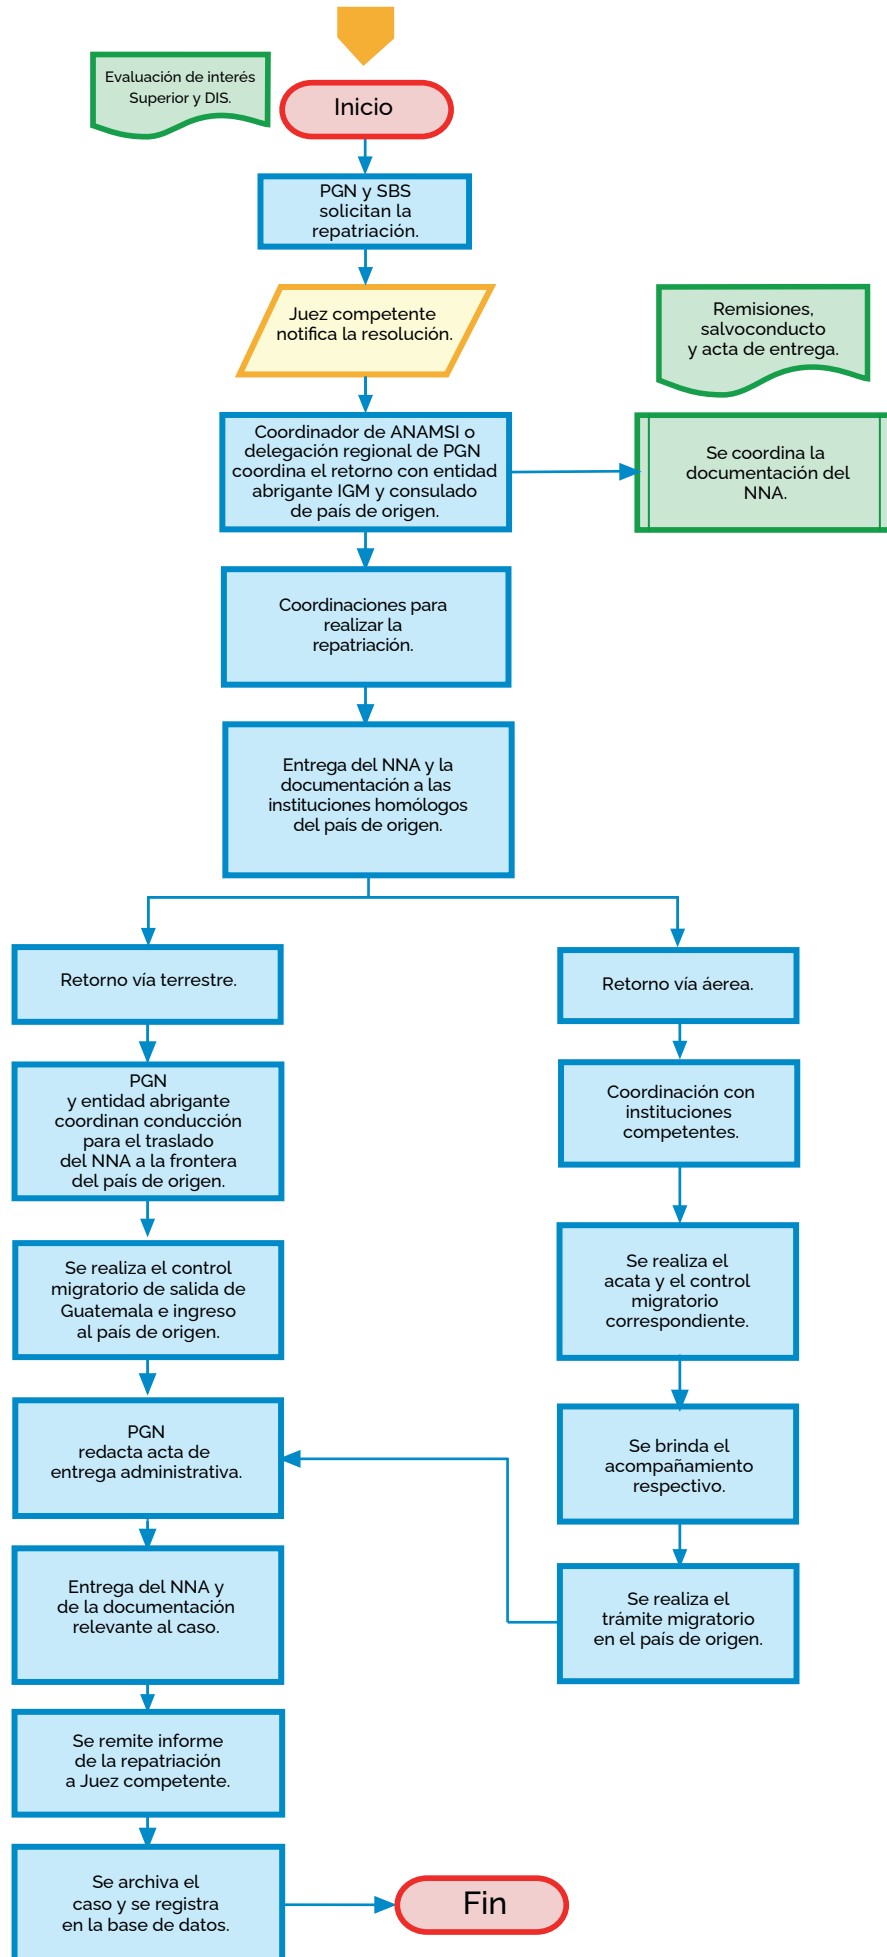 Evaluación de interés
Superior y DIS.
Inicio
PGN y SBS
solicitan la
repatriación.
Juez competente
notifica la resolución.
Remisiones,
salvoconducto
y acta de entrega.
Coordinador de ANAMSI o
delegación regional de PGN
coordina el retorno con entidad
abrigante IGM y consulado
de país de origen.
Se coordina la
documentación del
NNA.
Coordinaciones para
realizar la
repatriación.
Entrega del NNA y la
documentación a las
instituciones homólogos
del país de origen.
Retorno vía terrestre.
PGN
y entidad abrigante
coordinan conducción
para el traslado
del NNA a la frontera
del país de origen.
Se realiza el control
migratorio de salida de
Guatemala e ingreso
al país de origen.
PGN
redacta acta de
entrega administrativa.
Entrega del NNA y
de la documentación
relevante al caso.
Se remite informe
de la repatriación
a Juez competente.
Se archiva el
caso y se registra
en la base de datos.
Retorno vía áerea.
Coordinación con
instituciones
competentes.
Se realiza el
acata y el control
migratorio
correspondiente.
Se brinda el
acompañamiento
respectivo.
Se realiza el
trámite migratorio
en el país de origen.
Fin